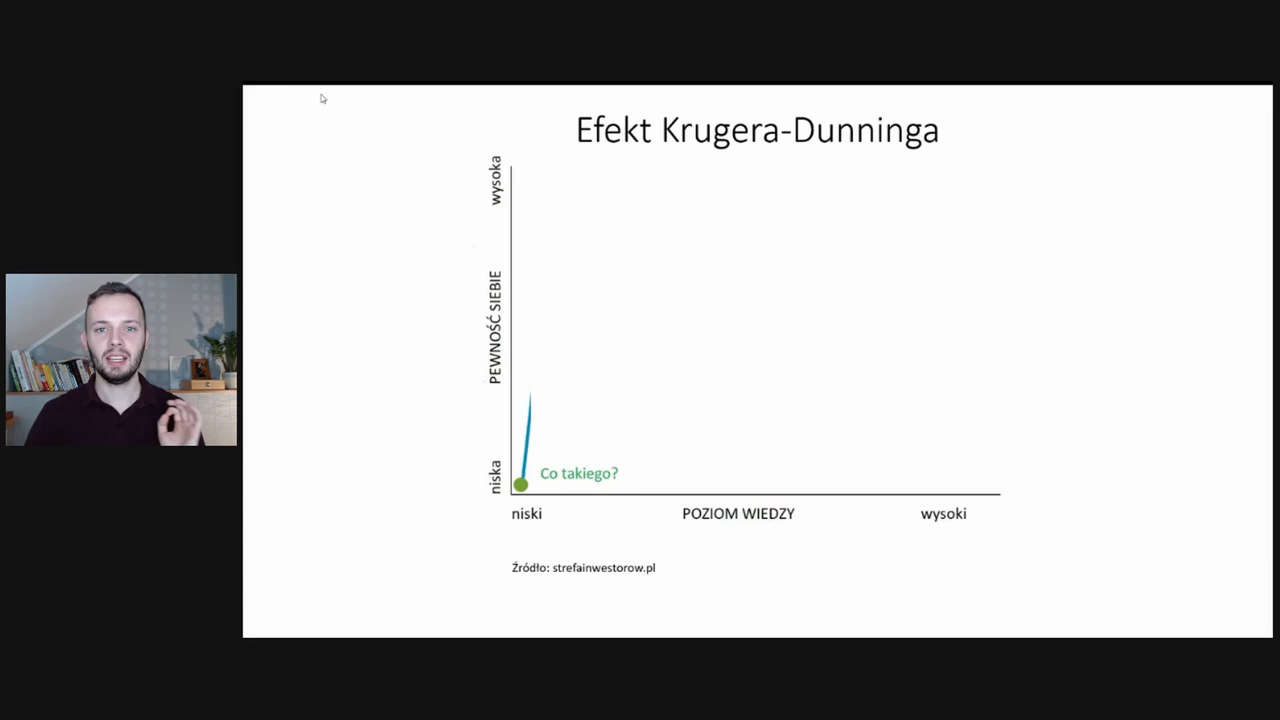 Efekt Krugera-Dunninga
wysoka
PEWNOŚĆ SIEBIE
niska
Co takiego?
niski
POZIOM WIEDZY
wysoki
Źródło: strefainwestorow.pl